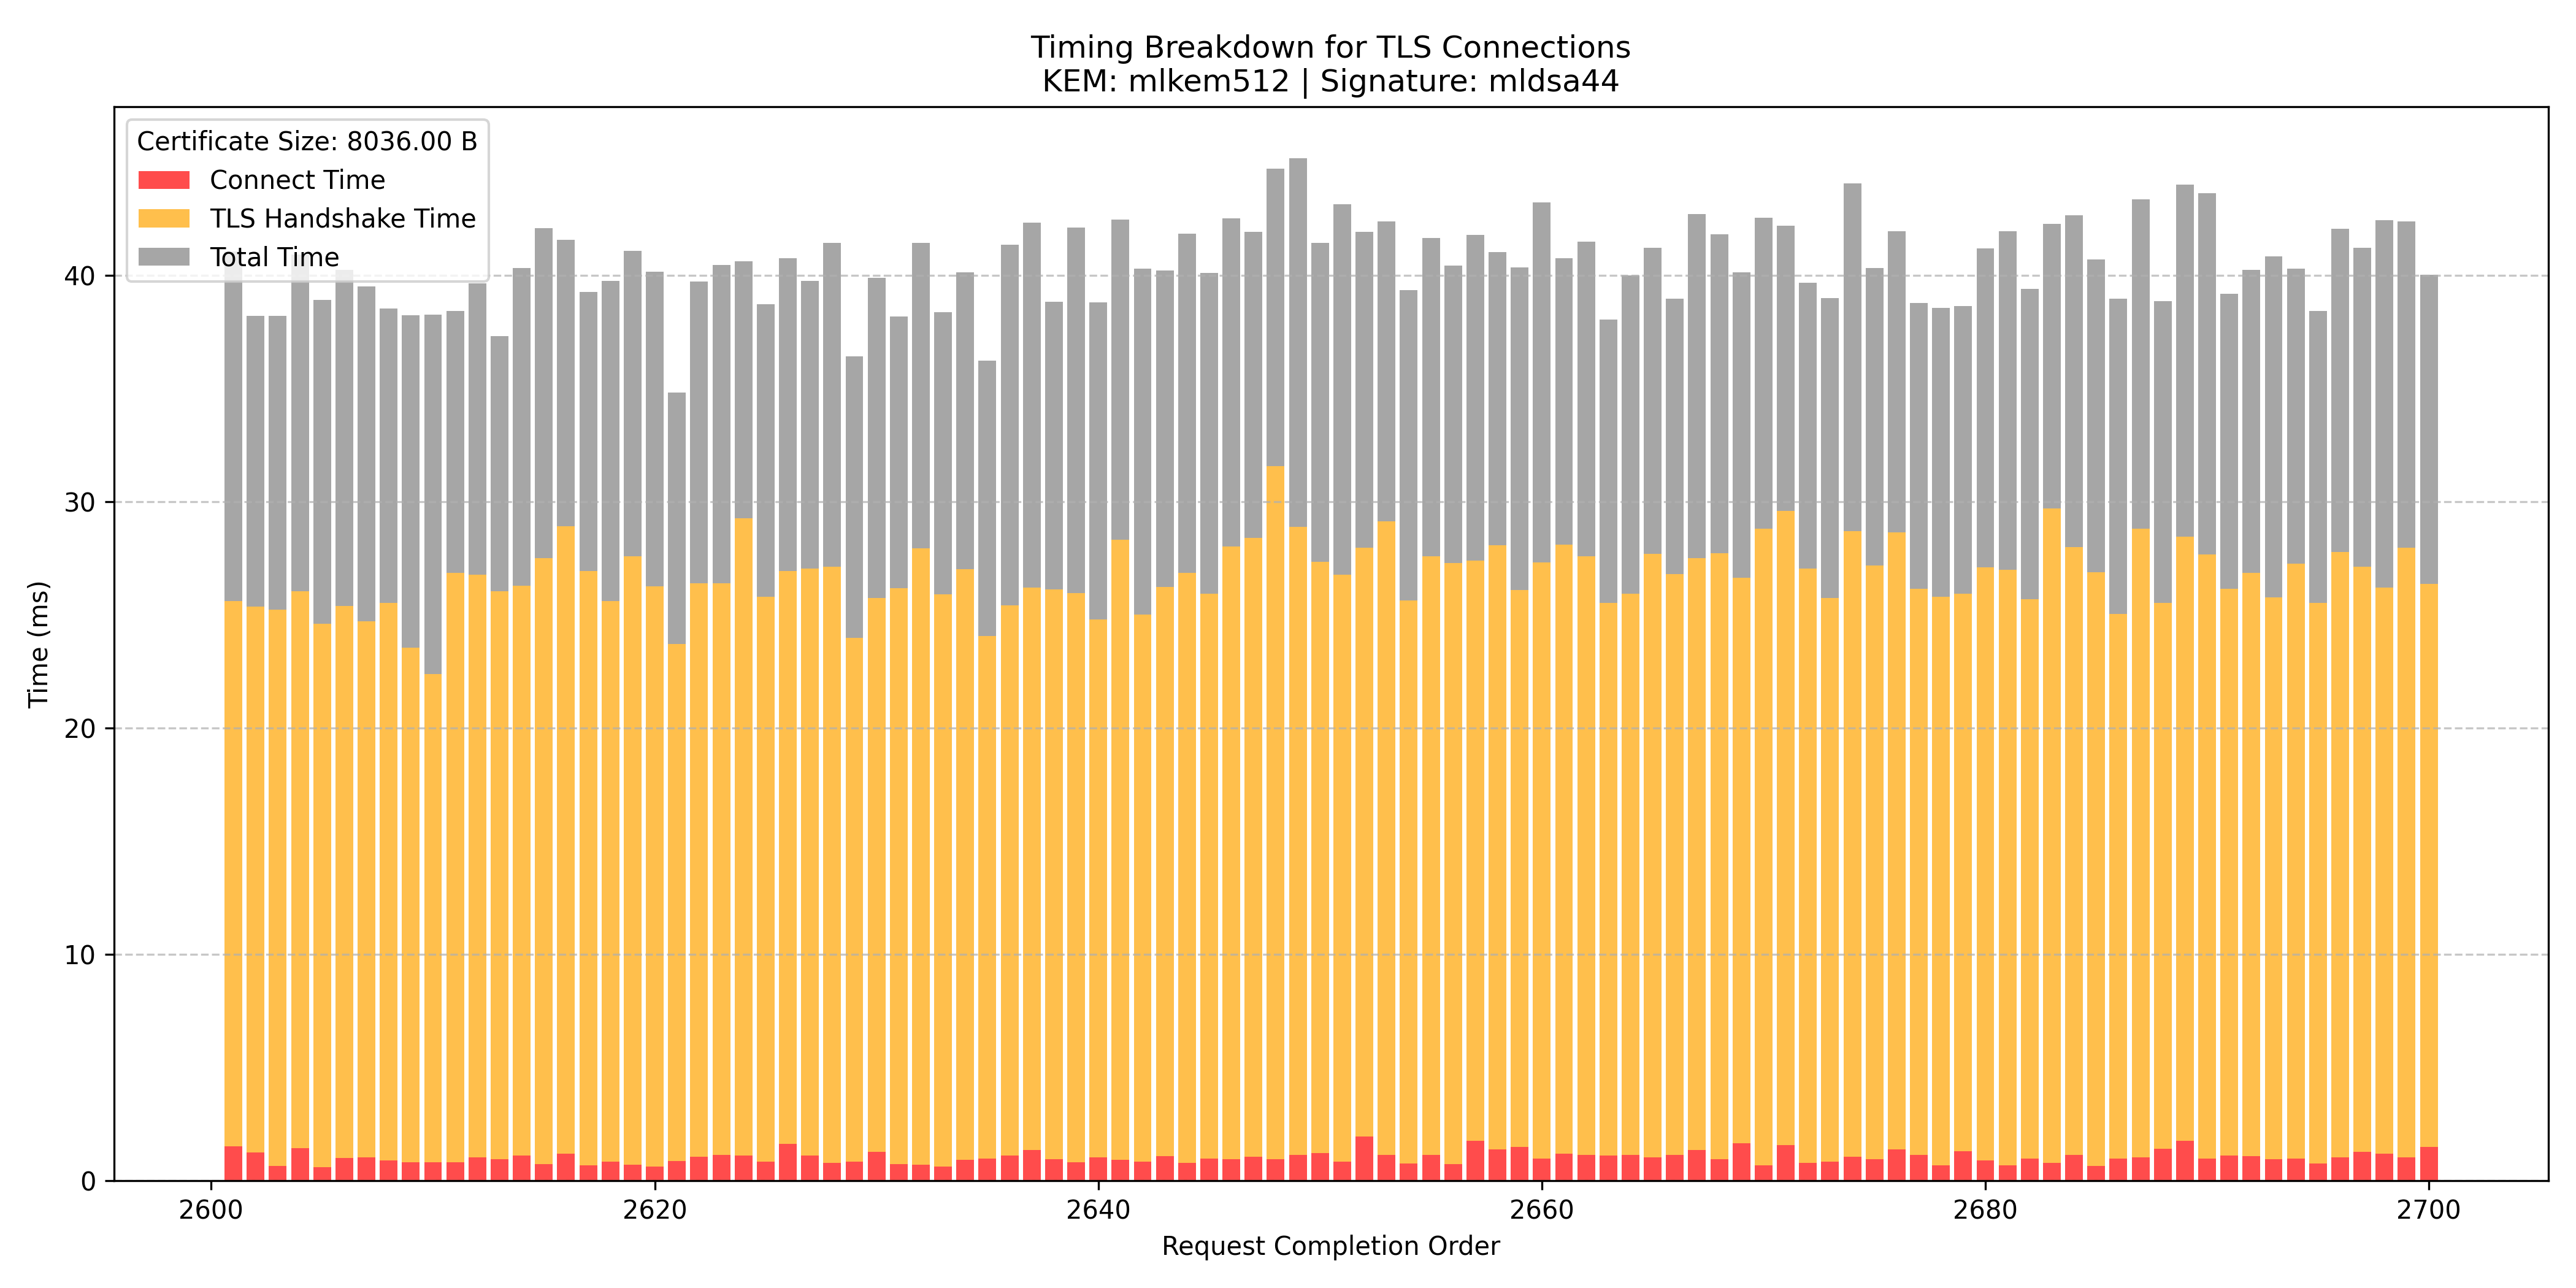 Timing Breakdown for TLS Connections
KEM: mlkem512 | Signature: mldsa44
Certificate Size: 8036.00 B
Connect Time
TLS Handshake Time
Total Time
Time (ms)
40
30
20
10
0
2600 2620 2640 2660 2680 2700
Request Completion Order